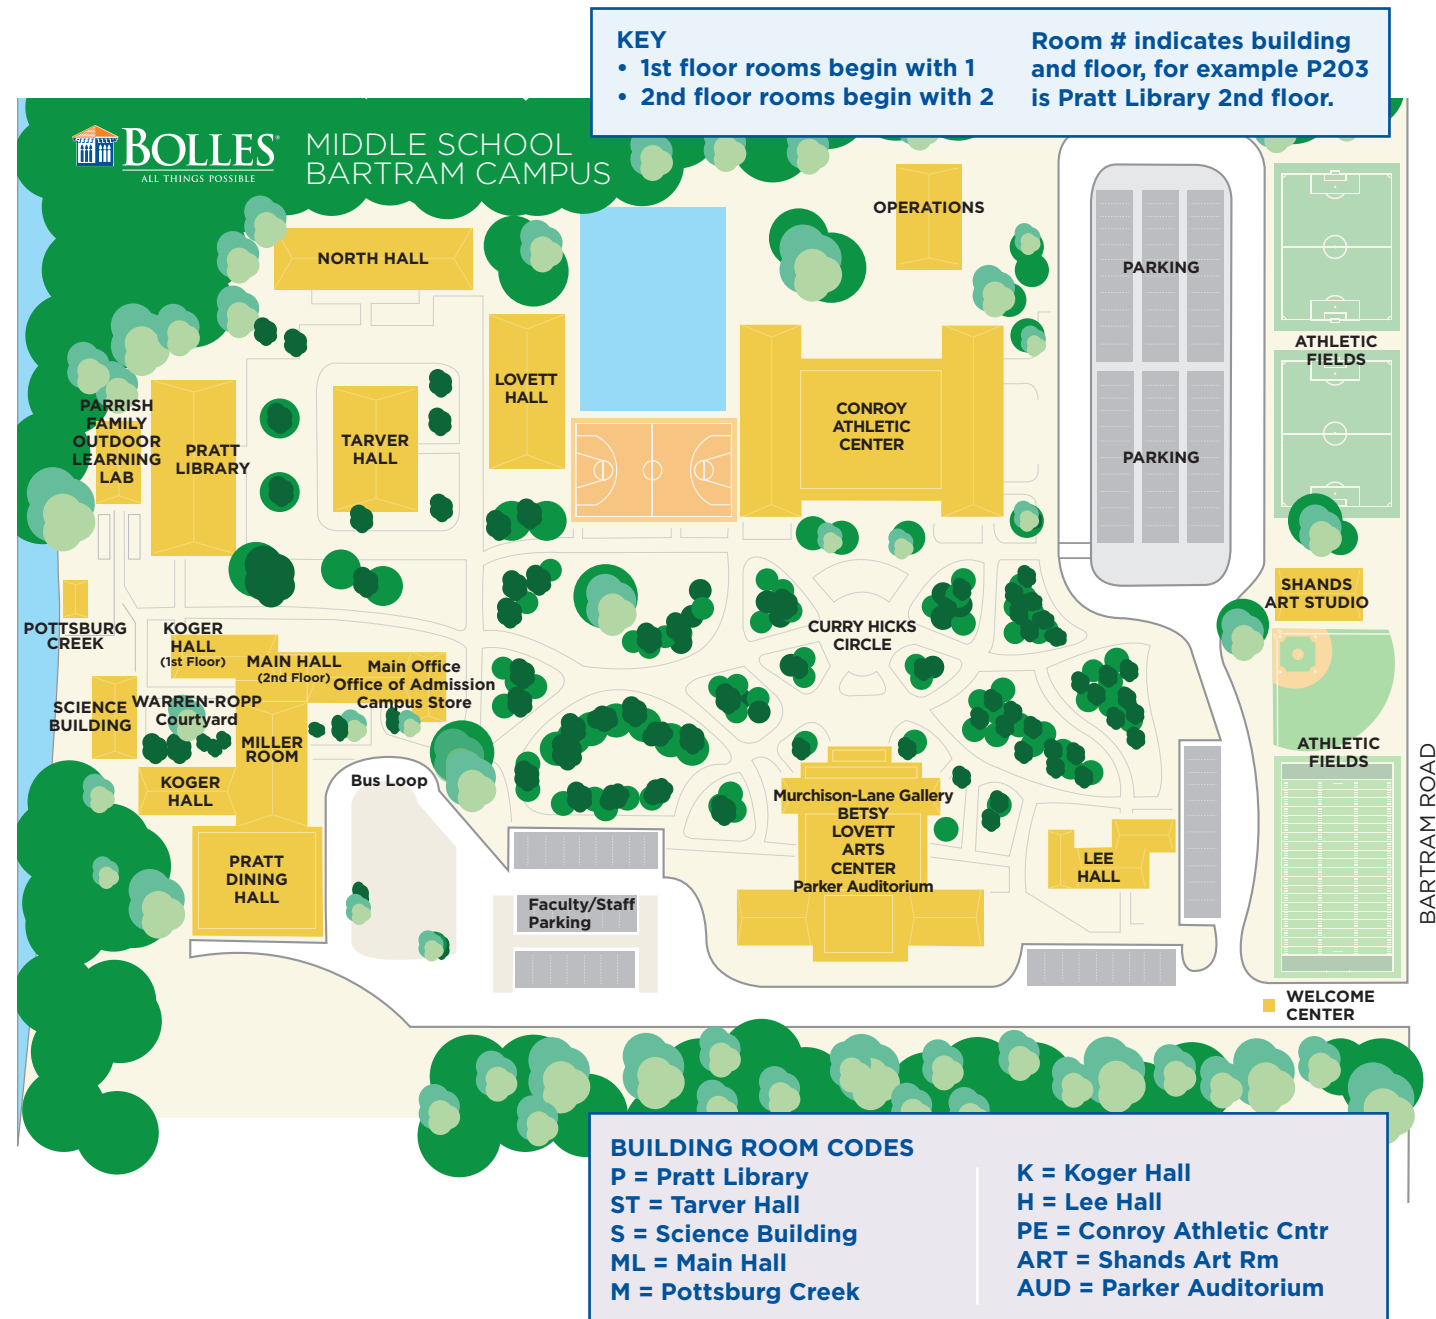 KEY
• 1st floor rooms begin with 1
• 2nd floor rooms begin with 2
Room # indicates building
and floor, for example P203
is Pratt Library 2nd floor.
BOLLES
ALL THINGS POSSIBLE
MIDDLE SCHOOL
BARTRAM CAMPUS
OPERATIONS
NORTH HALL
PARKING
ATHLETIC
FIELDS
LOVETT
HALL
PARRISH
FAMILY
OUTDOOR
LEARNING
LAB
PRATT
LIBRARY
TARVER
HALL
CONROY
ATHLETIC
CENTER
PARKING
SHANDS
ART STUDIO
POTTSBURG
CREEK
KOGER
HALL
(1st Floor)
MAIN HALL
(2nd Floor)
Main Office
Office of Admission
Campus Store
CURRY HICKS
CIRCLE
SCIENCE
BUILDING
WARREN-ROPP
Courtyard
MILLER
ROOM
KOGER
HALL
Bus Loop
ATHLETIC
FIELDS
BARTRAM ROAD
Murchison-Lane Gallery
BETSY
LOVETT
ARTS
CENTER
Parker Auditorium
LEE
HALL
PRATT
DINING
HALL
Faculty/Staff
Parking
WELCOME
CENTER
BUILDING ROOM CODES
P = Pratt Library
ST = Tarver Hall
S = Science Building
ML = Main Hall
M = Pottsburg Creek
K = Koger Hall
H = Lee Hall
PE = Conroy Athletic Cntr
ART = Shands Art Rm
AUD = Parker Auditorium